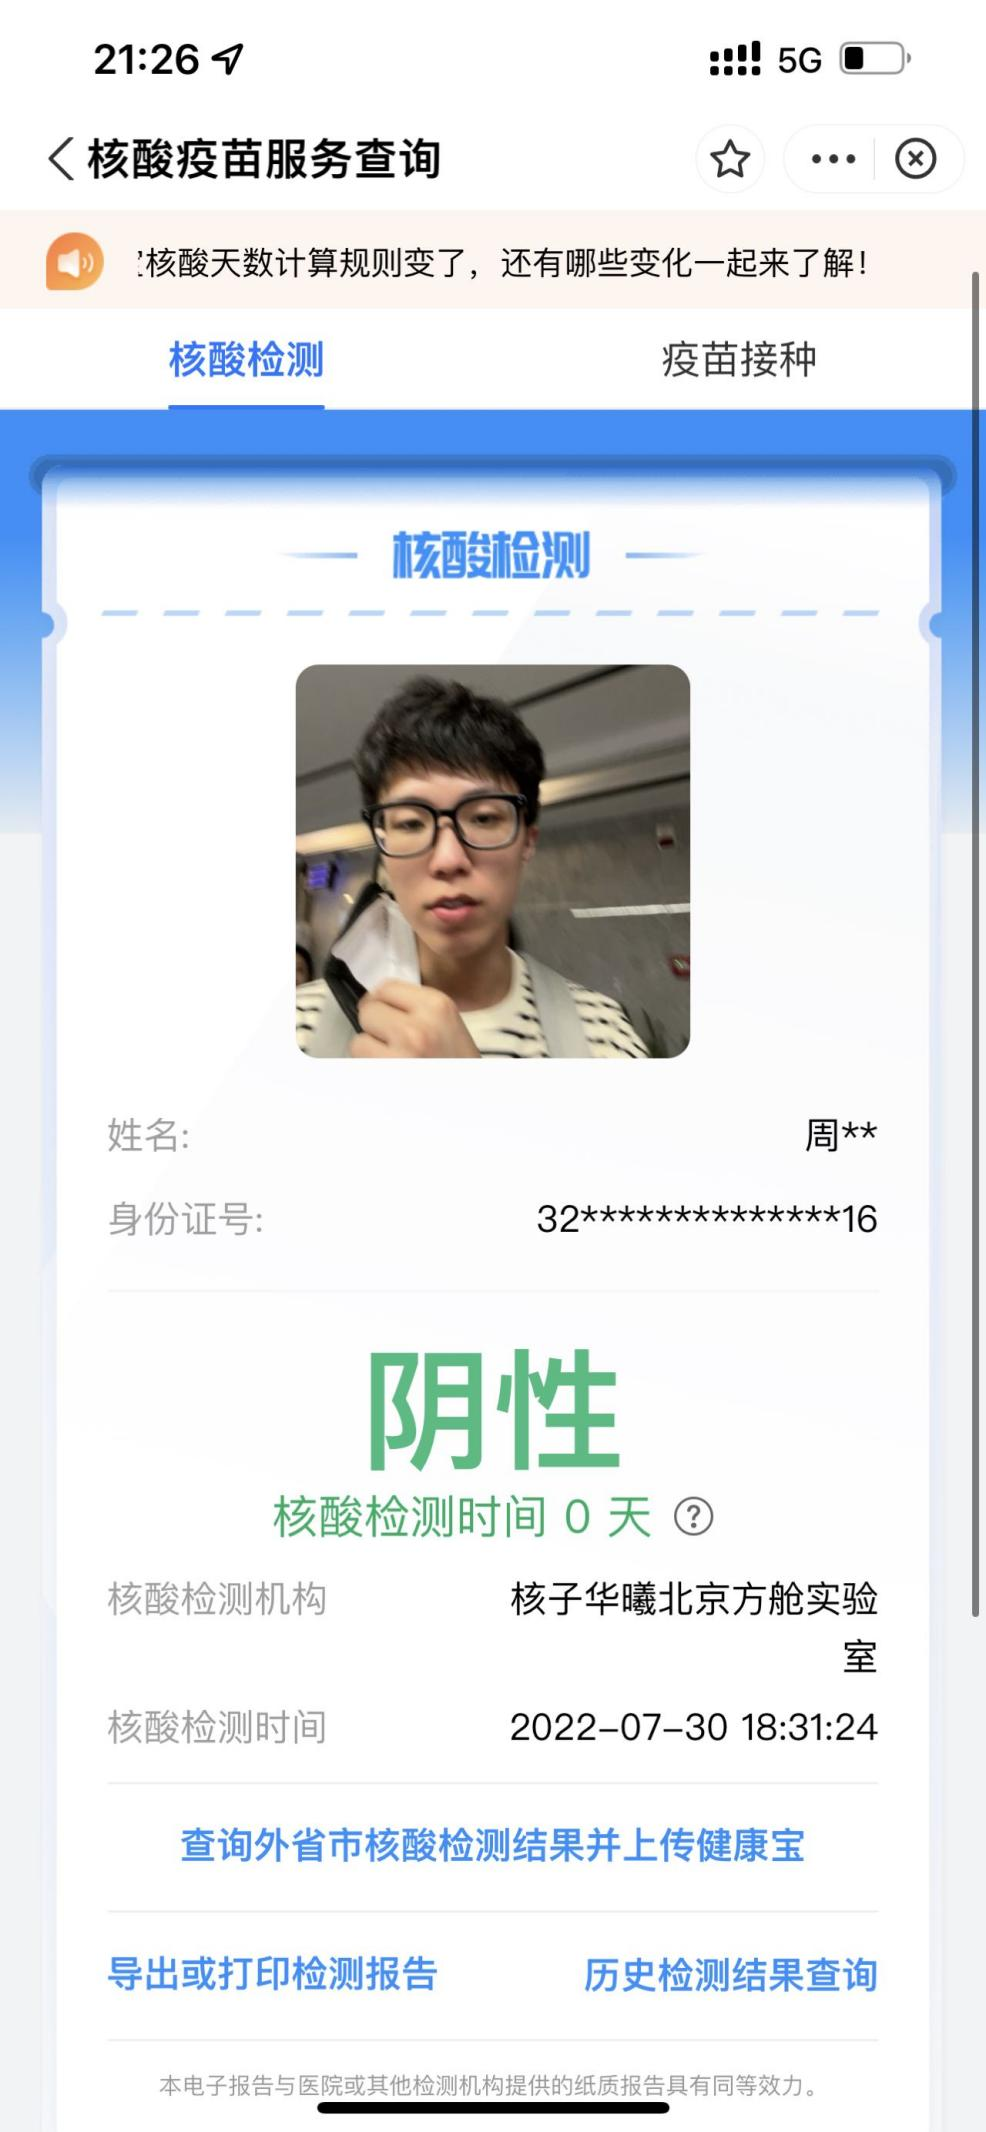 21:26
5G
核酸疫苗服务查询
核酸天数计算规则变了，还有哪些变化一起来了解！
核酸检测
疫苗接种
核酸检测
姓名:
周**
身份证号:
32**************16
阴性
核酸检测时间 0 天 ?
核酸检测机构
核子华曦北京方舱实验
室
核酸检测时间
2022-07-30 18:31:24
查询外省市核酸检测结果并上传健康宝
导出或打印检测报告
历史检测结果查询
本电子报告与医院或其他检测机构提供的纸质报告具有同等效力。